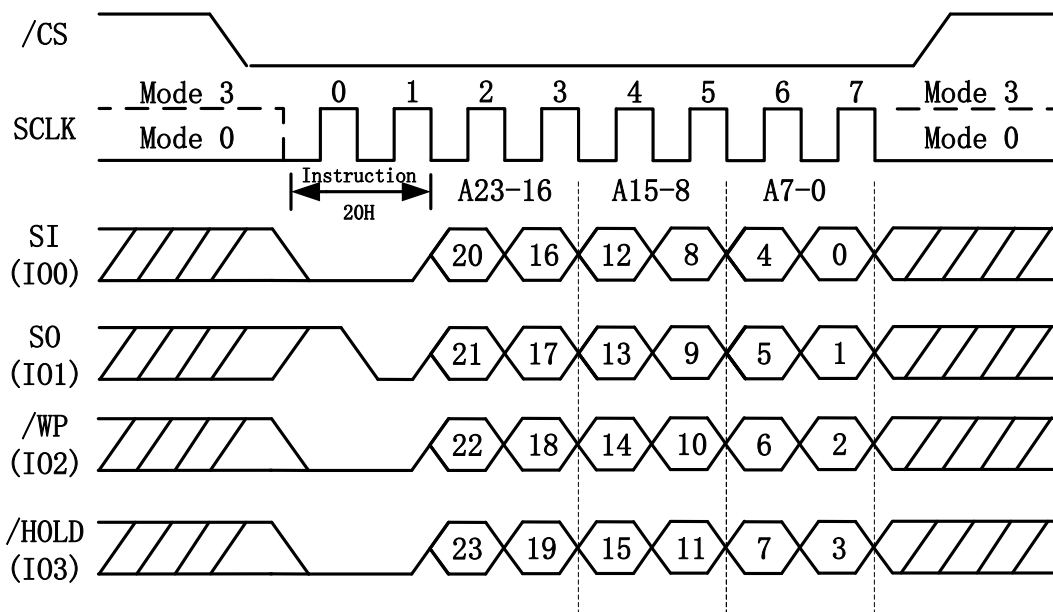 /CS
Mode 3 0 1 2 3 4 5 6 7 Mode 3
SCLK
Mode 0 Mode 0
Instruction
A23-16 A15-8 A7-0
20H
SI
(IO0)
20 16 12 8 4 0
SO
(IO1)
21 17 13 9 5 1
/WP
(IO2)
22 18 14 10 6 2
/HOLD
(IO3)
23 19 15 11 7 3